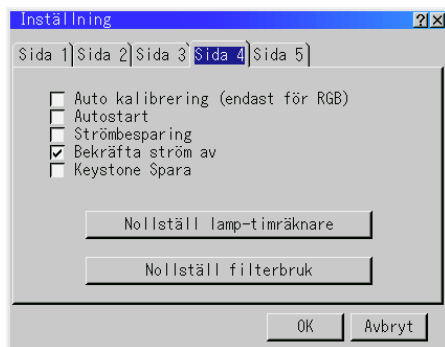 Inställning
Sida 1 Sida 2 Sida 3 Sida 4 Sida 5
Auto kalibrering (endast för RGB)
Autostart
Strömbesparing
Bekräfta ström av
Keystone Spara
Nollställ lamp-timräknare
Nollställ filterbruk
OK Avbryt